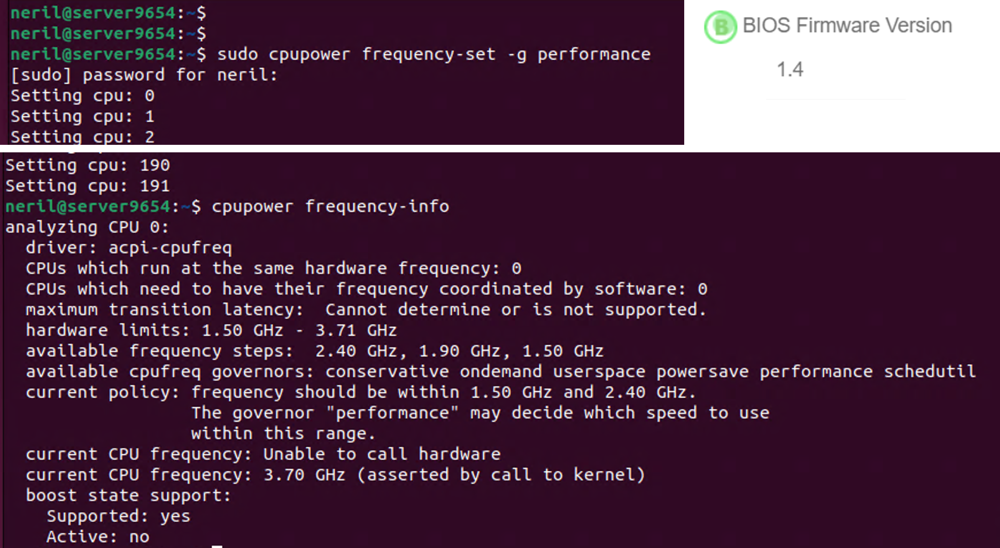 neril@server9654:~$
neril@server9654:~$
neril@server9654:~$ sudo cpupower frequency-set -g performance
[sudo] password for neril:
Setting cpu: 0
Setting cpu: 1
Setting cpu: 2
B BIOS Firmware Version
1.4
Setting cpu: 190
Setting cpu: 191
neril@server9654:~$ cpupower frequency-info
analyzing CPU 0:
driver: acpi-cpufreq
CPUs which run at the same hardware frequency: 0
CPUs which need to have their frequency coordinated by software: 0
maximum transition latency:  Cannot determine or is not supported.
hardware limits: 1.50 GHz - 3.71 GHz
available frequency steps:  2.40 GHz, 1.90 GHz, 1.50 GHz
available cpufreq governors: conservative ondemand userspace powersave performance schedutil
current policy: frequency should be within 1.50 GHz and 2.40 GHz.
The governor "performance" may decide which speed to use
within this range.
current CPU frequency: Unable to call hardware
current CPU frequency: 3.70 GHz (asserted by call to kernel)
boost state support:
Supported: yes
Active: no